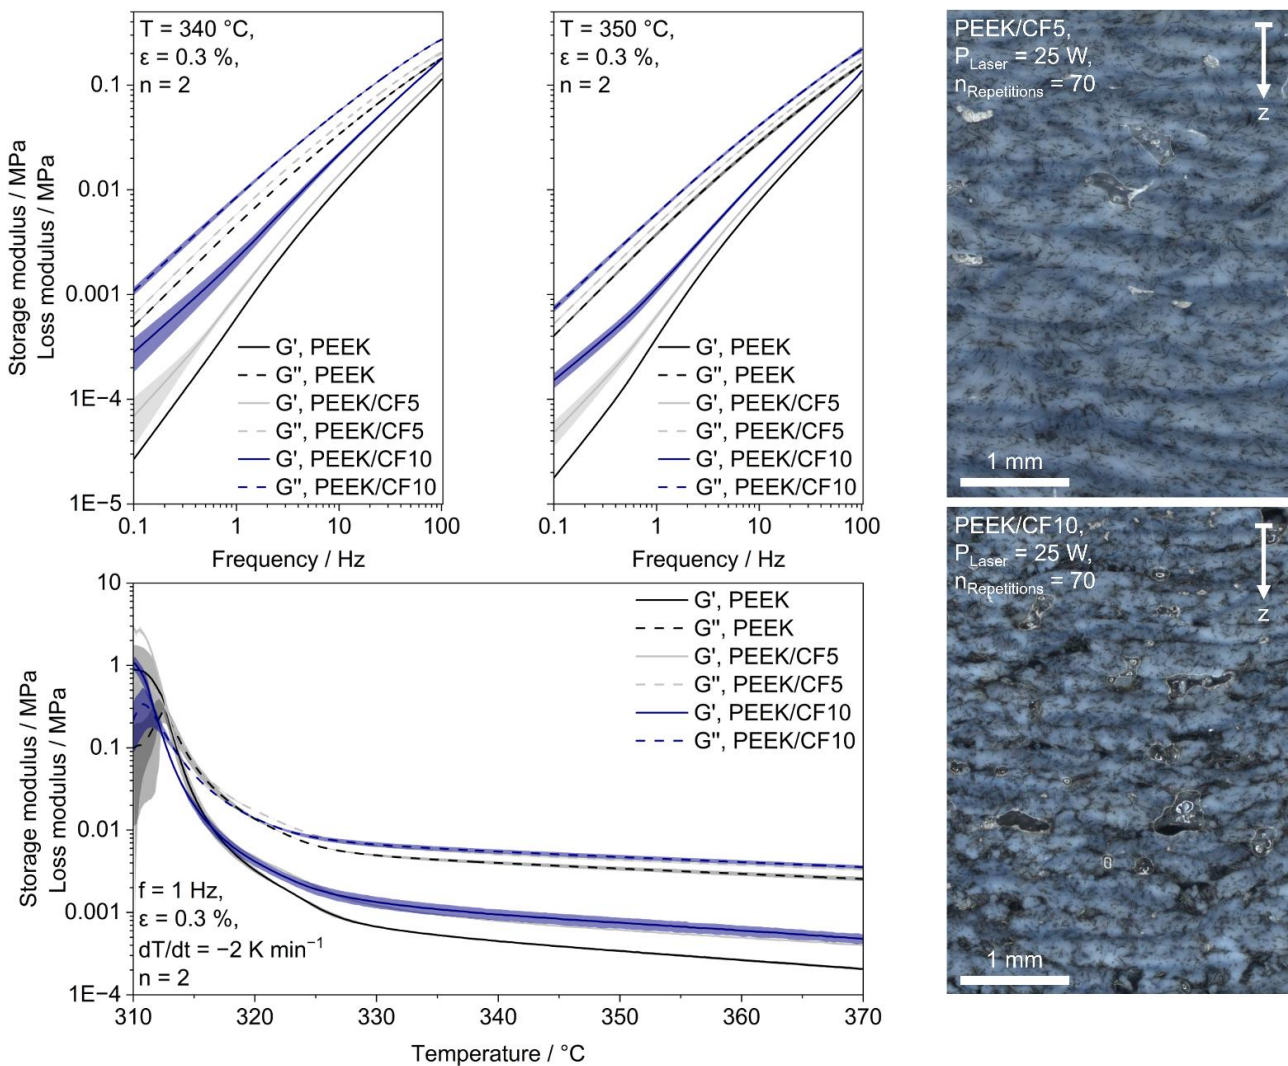 T = 340 °C,
ε = 0.3 %,
n = 2
Storage modulus / MPa
Loss modulus / MPa
0.1
0.01
0.001
1E−4
1E−5
G', PEEK
G'', PEEK
G', PEEK/CF5
G'', PEEK/CF5
G', PEEK/CF10
G'', PEEK/CF10
0.1 1 10 100
Frequency / Hz
T = 350 °C,
ε = 0.3 %,
n = 2
G', PEEK
G'', PEEK
G', PEEK/CF5
G'', PEEK/CF5
G', PEEK/CF10
G'', PEEK/CF10
0.1 1 10 100
Frequency / Hz
PEEK/CF5,
P_Laser = 25 W,
n_Repetitions = 70
z
1 mm
PEEK/CF10,
P_Laser = 25 W,
n_Repetitions = 70
z
1 mm
Storage modulus / MPa
Loss modulus / MPa
10
1
0.1
0.01
0.001
1E−4
G', PEEK
G'', PEEK
G', PEEK/CF5
G'', PEEK/CF5
G', PEEK/CF10
G'', PEEK/CF10
f = 1 Hz,
ε = 0.3 %,
dT/dt = −2 K min⁻¹
n = 2
310 320 330 340 350 360 370
Temperature / °C